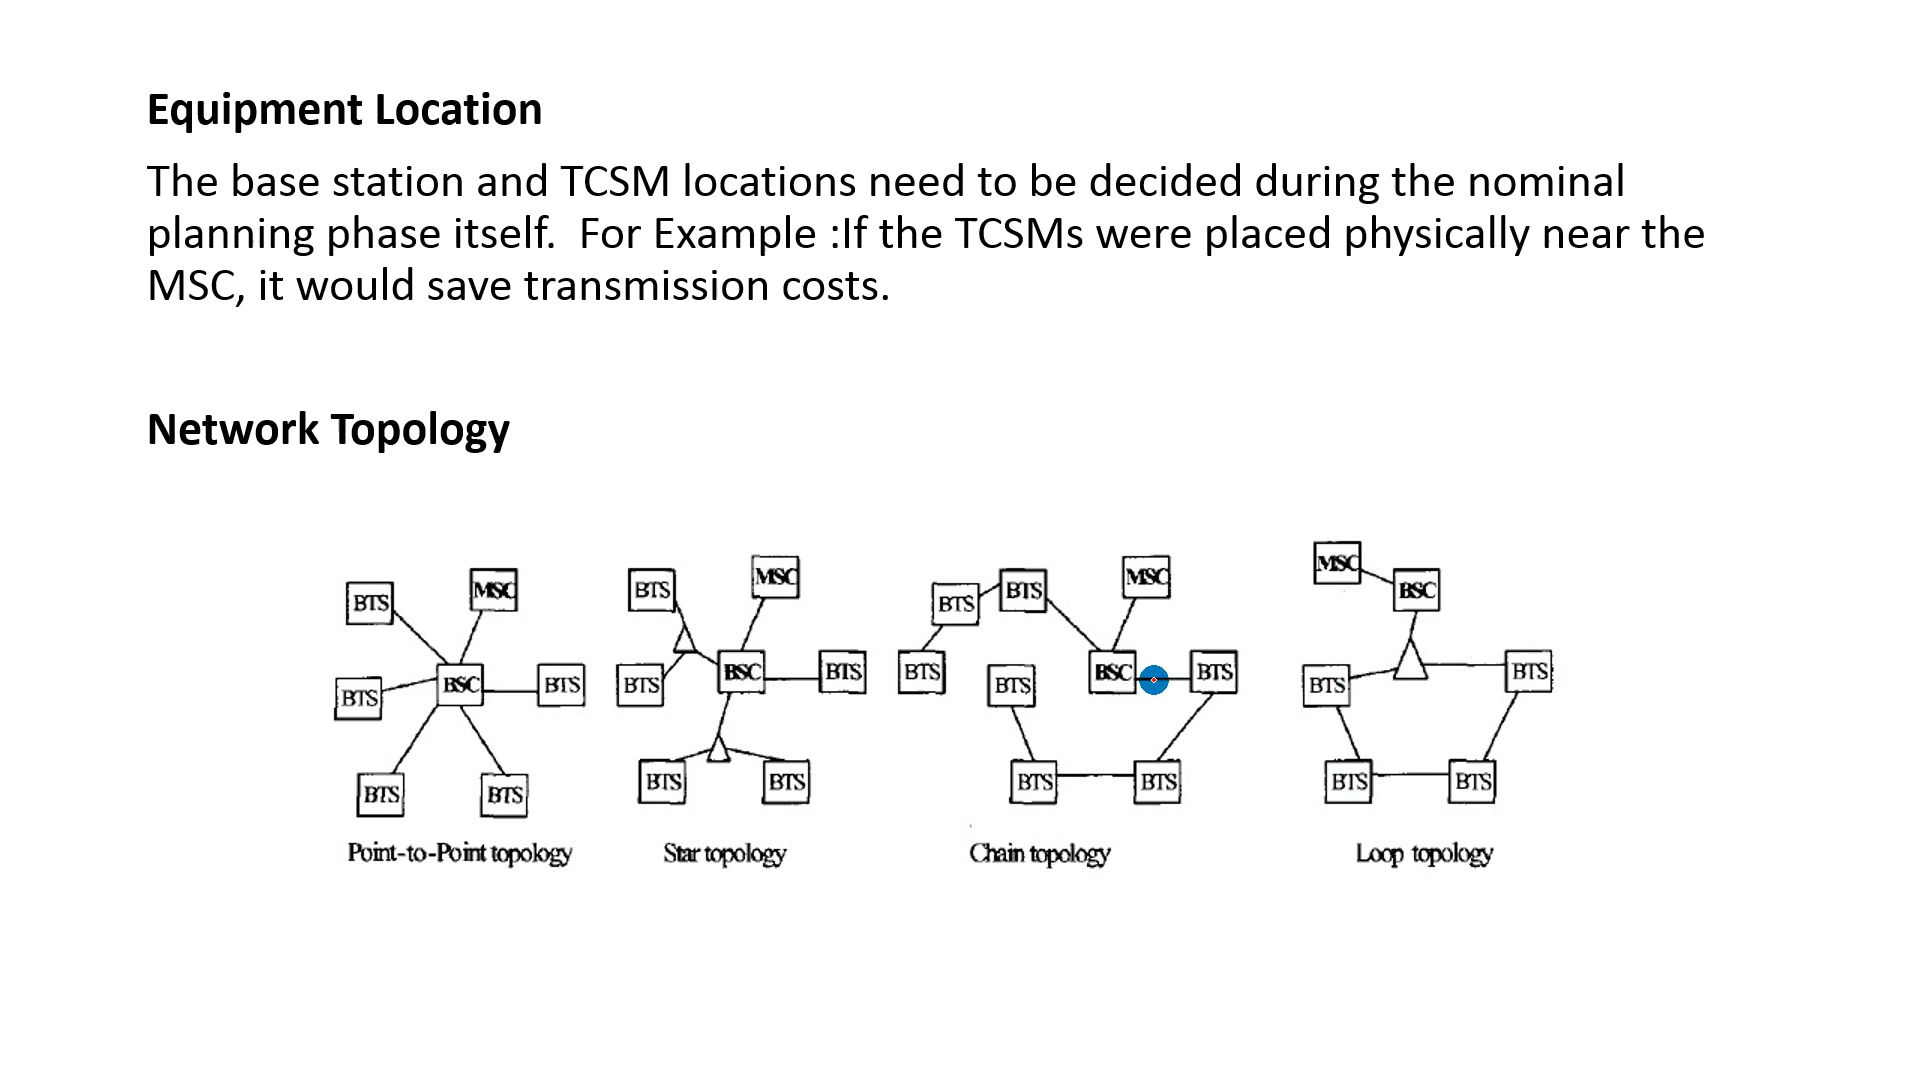 Equipment Location
The base station and TCSM locations need to be decided during the nominal
planning phase itself.  For Example :If the TCSMs were placed physically near the
MSC, it would save transmission costs.
Network Topology
BTS
MSC
BTS
BSC
BTS
BTS
BTS
Point-to-Point topology
BTS
MSC
BTS
BSC
BTS
BTS
BTS
Star topology
BTS
BTS
MSC
BTS
BTS
BSC
BTS
BTS
BTS
Chain topology
MSC
BSC
BTS
BTS
BTS
BTS
Loop topology